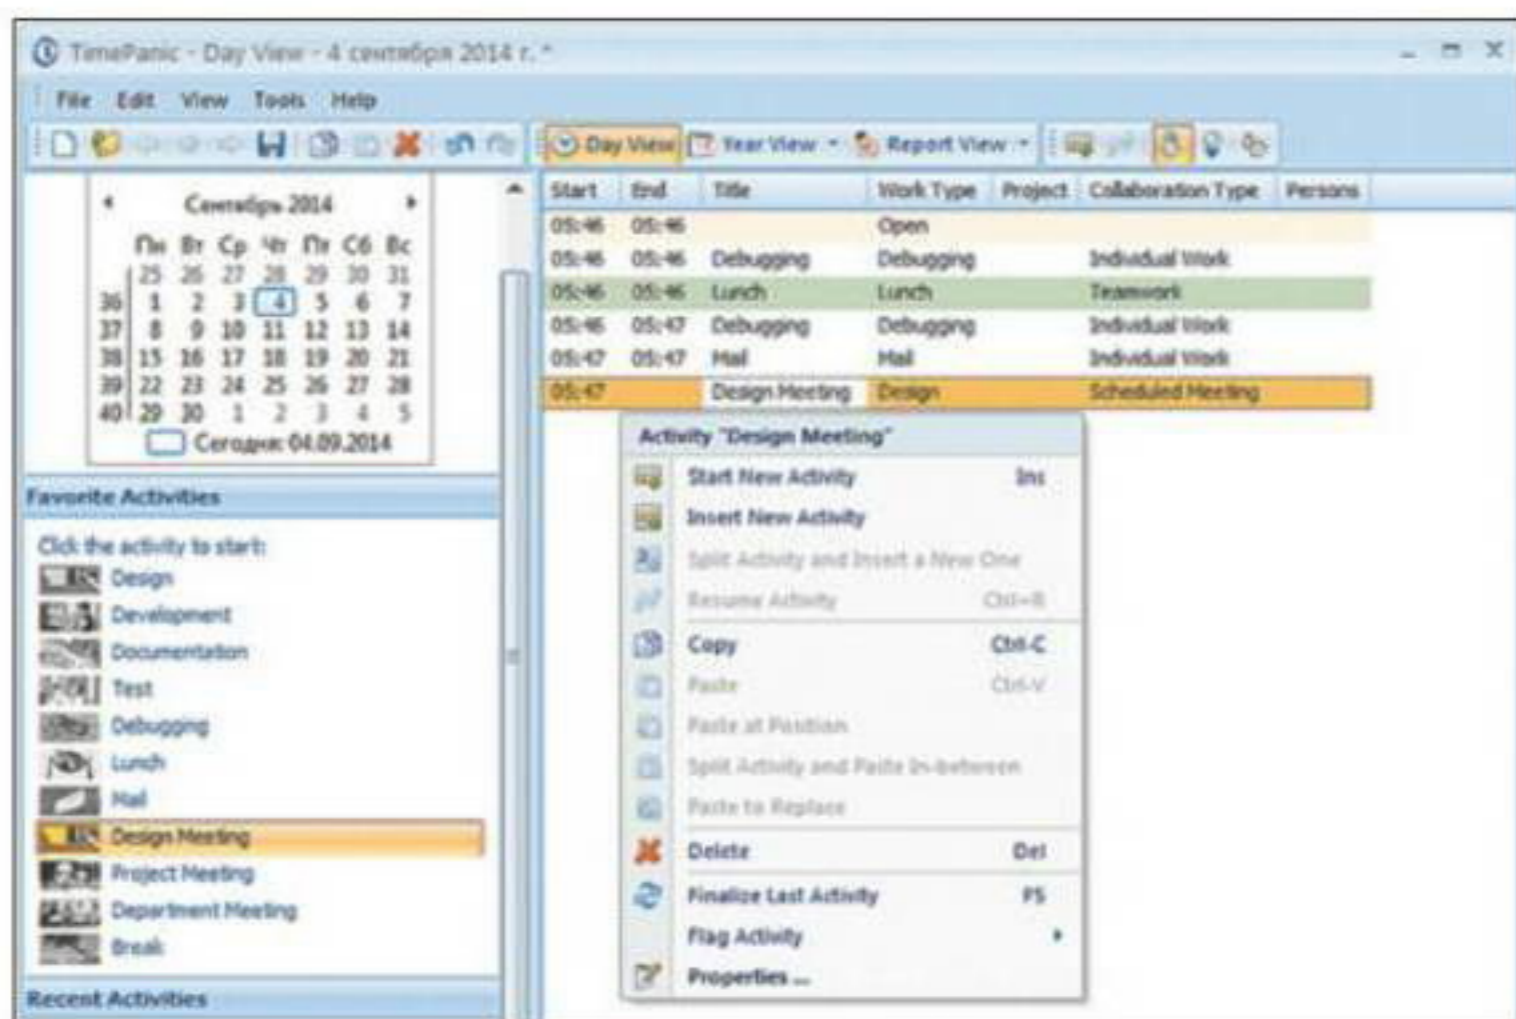 TimePanic - Day View - 4 сентября 2014 г. *
File Edit View Tools Help
Day View Year View Report View
Сентябрь 2014
Пн Вт Ср Чт Пт Сб Вс
25 26 27 28 29 30 31
36 1 2 3 4 5 6 7
37 8 9 10 11 12 13 14
38 15 16 17 18 19 20 21
39 22 23 24 25 26 27 28
40 29 30 1 2 3 4 5
Сегодня: 04.09.2014
Favorite Activities
Click the activity to start:
Design
Development
Documentation
Test
Debugging
Lunch
Mail
Design Meeting
Project Meeting
Department Meeting
Break
Recent Activities
Start End Title Work Type Project Collaboration Type Persons
05:46 05:46 Open
05:46 05:46 Debugging Debugging Individual Work
05:46 05:46 Lunch Lunch Teamwork
05:46 05:47 Debugging Debugging Individual Work
05:47 05:47 Mail Mail Individual Work
05:47 Design Meeting Design Scheduled Meeting
Activity "Design Meeting"
Start New Activity Ins
Insert New Activity
Split Activity and Insert a New One
Resume Activity Ctrl-R
Copy Ctrl-C
Paste Ctrl-V
Paste at Position
Split Activity and Paste In-between
Paste to Replace
Delete Del
Finalize Last Activity F5
Flag Activity
Properties ...